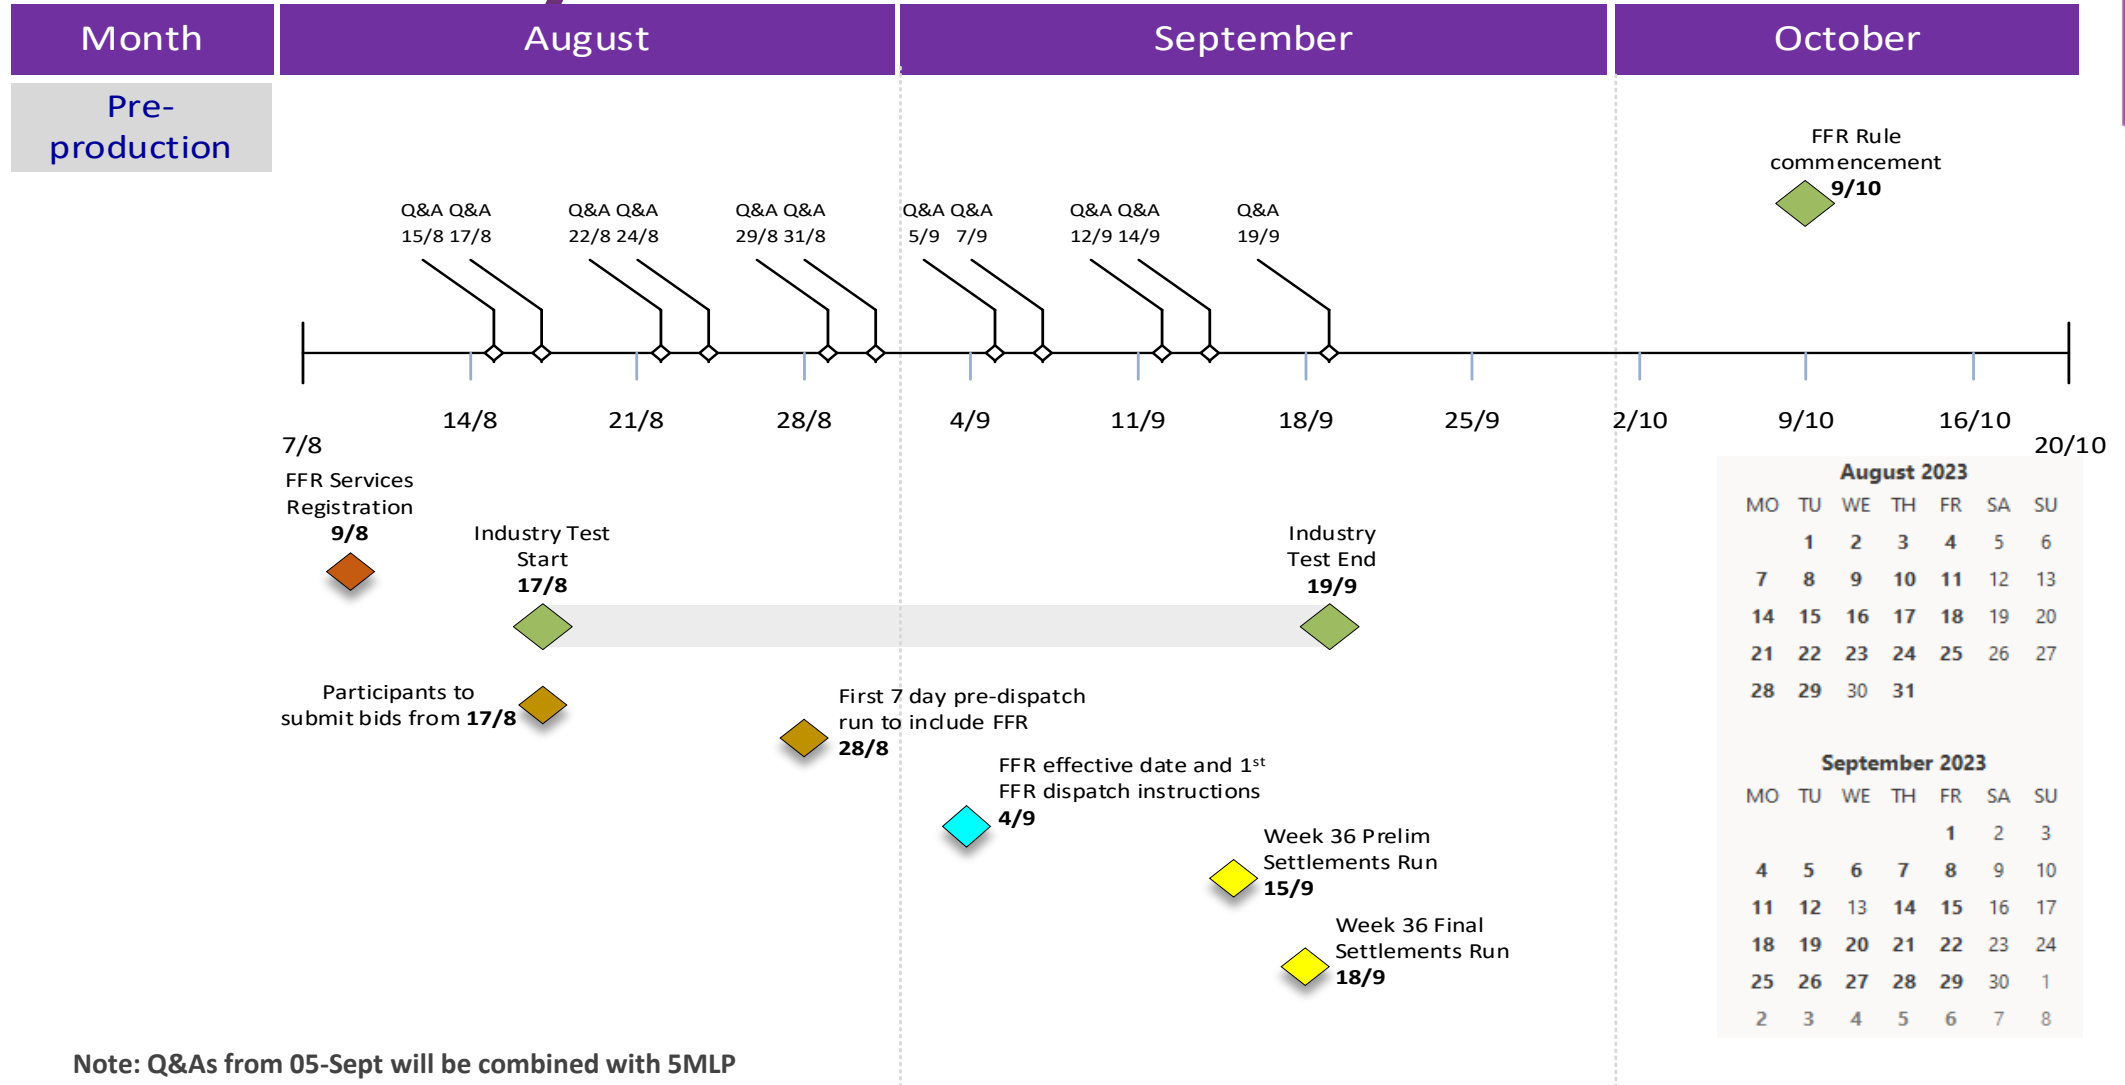 Month
August
September
October
Pre-
production
FFR Rule
commencement
9/10
Q&A Q&A
15/8 17/8
Q&A Q&A
22/8 24/8
Q&A Q&A
29/8 31/8
Q&A Q&A
5/9 7/9
Q&A Q&A
12/9 14/9
Q&A
19/9
7/8
14/8
21/8
28/8
4/9
11/9
18/9
25/9
2/10
9/10
16/10
20/10
FFR Services
Registration
9/8
Industry Test
Start
17/8
Industry
Test End
19/9
Participants to
submit bids from 17/8
First 7 day pre-dispatch
run to include FFR
28/8
FFR effective date and 1st
FFR dispatch instructions
4/9
Week 36 Prelim
Settlements Run
15/9
Week 36 Final
Settlements Run
18/9
August 2023
MO TU WE TH FR SA SU
1 2 3 4 5 6
7 8 9 10 11 12 13
14 15 16 17 18 19 20
21 22 23 24 25 26 27
28 29 30 31
September 2023
MO TU WE TH FR SA SU
1 2 3
4 5 6 7 8 9 10
11 12 13 14 15 16 17
18 19 20 21 22 23 24
25 26 27 28 29 30 1
2 3 4 5 6 7 8
Note: Q&As from 05-Sept will be combined with 5MLP